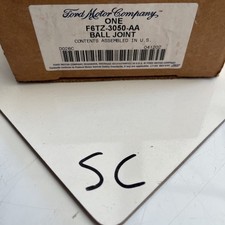 Ford Motor Company,
ONE
F6TZ-3050-AA
BALL JOINT
CONTENTS ASSEMBLED IN U.S.
SC